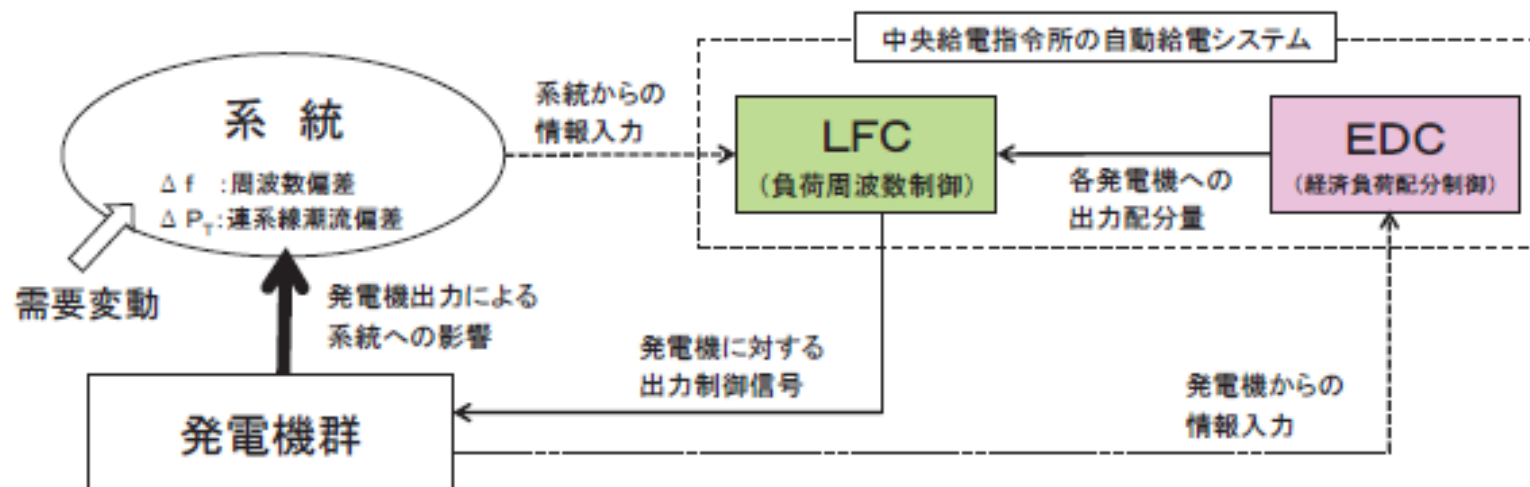 中央給電指令所の自動給電システム
系統からの
情報入力
系 統
Δf :周波数偏差
ΔP_T:連系線潮流偏差
LFC
(負荷周波数制御)
各発電機への
出力配分量
EDC
(経済負荷配分制御)
需要変動
発電機出力による
系統への影響
発電機に対する
出力制御信号
発電機からの
情報入力
発電機群